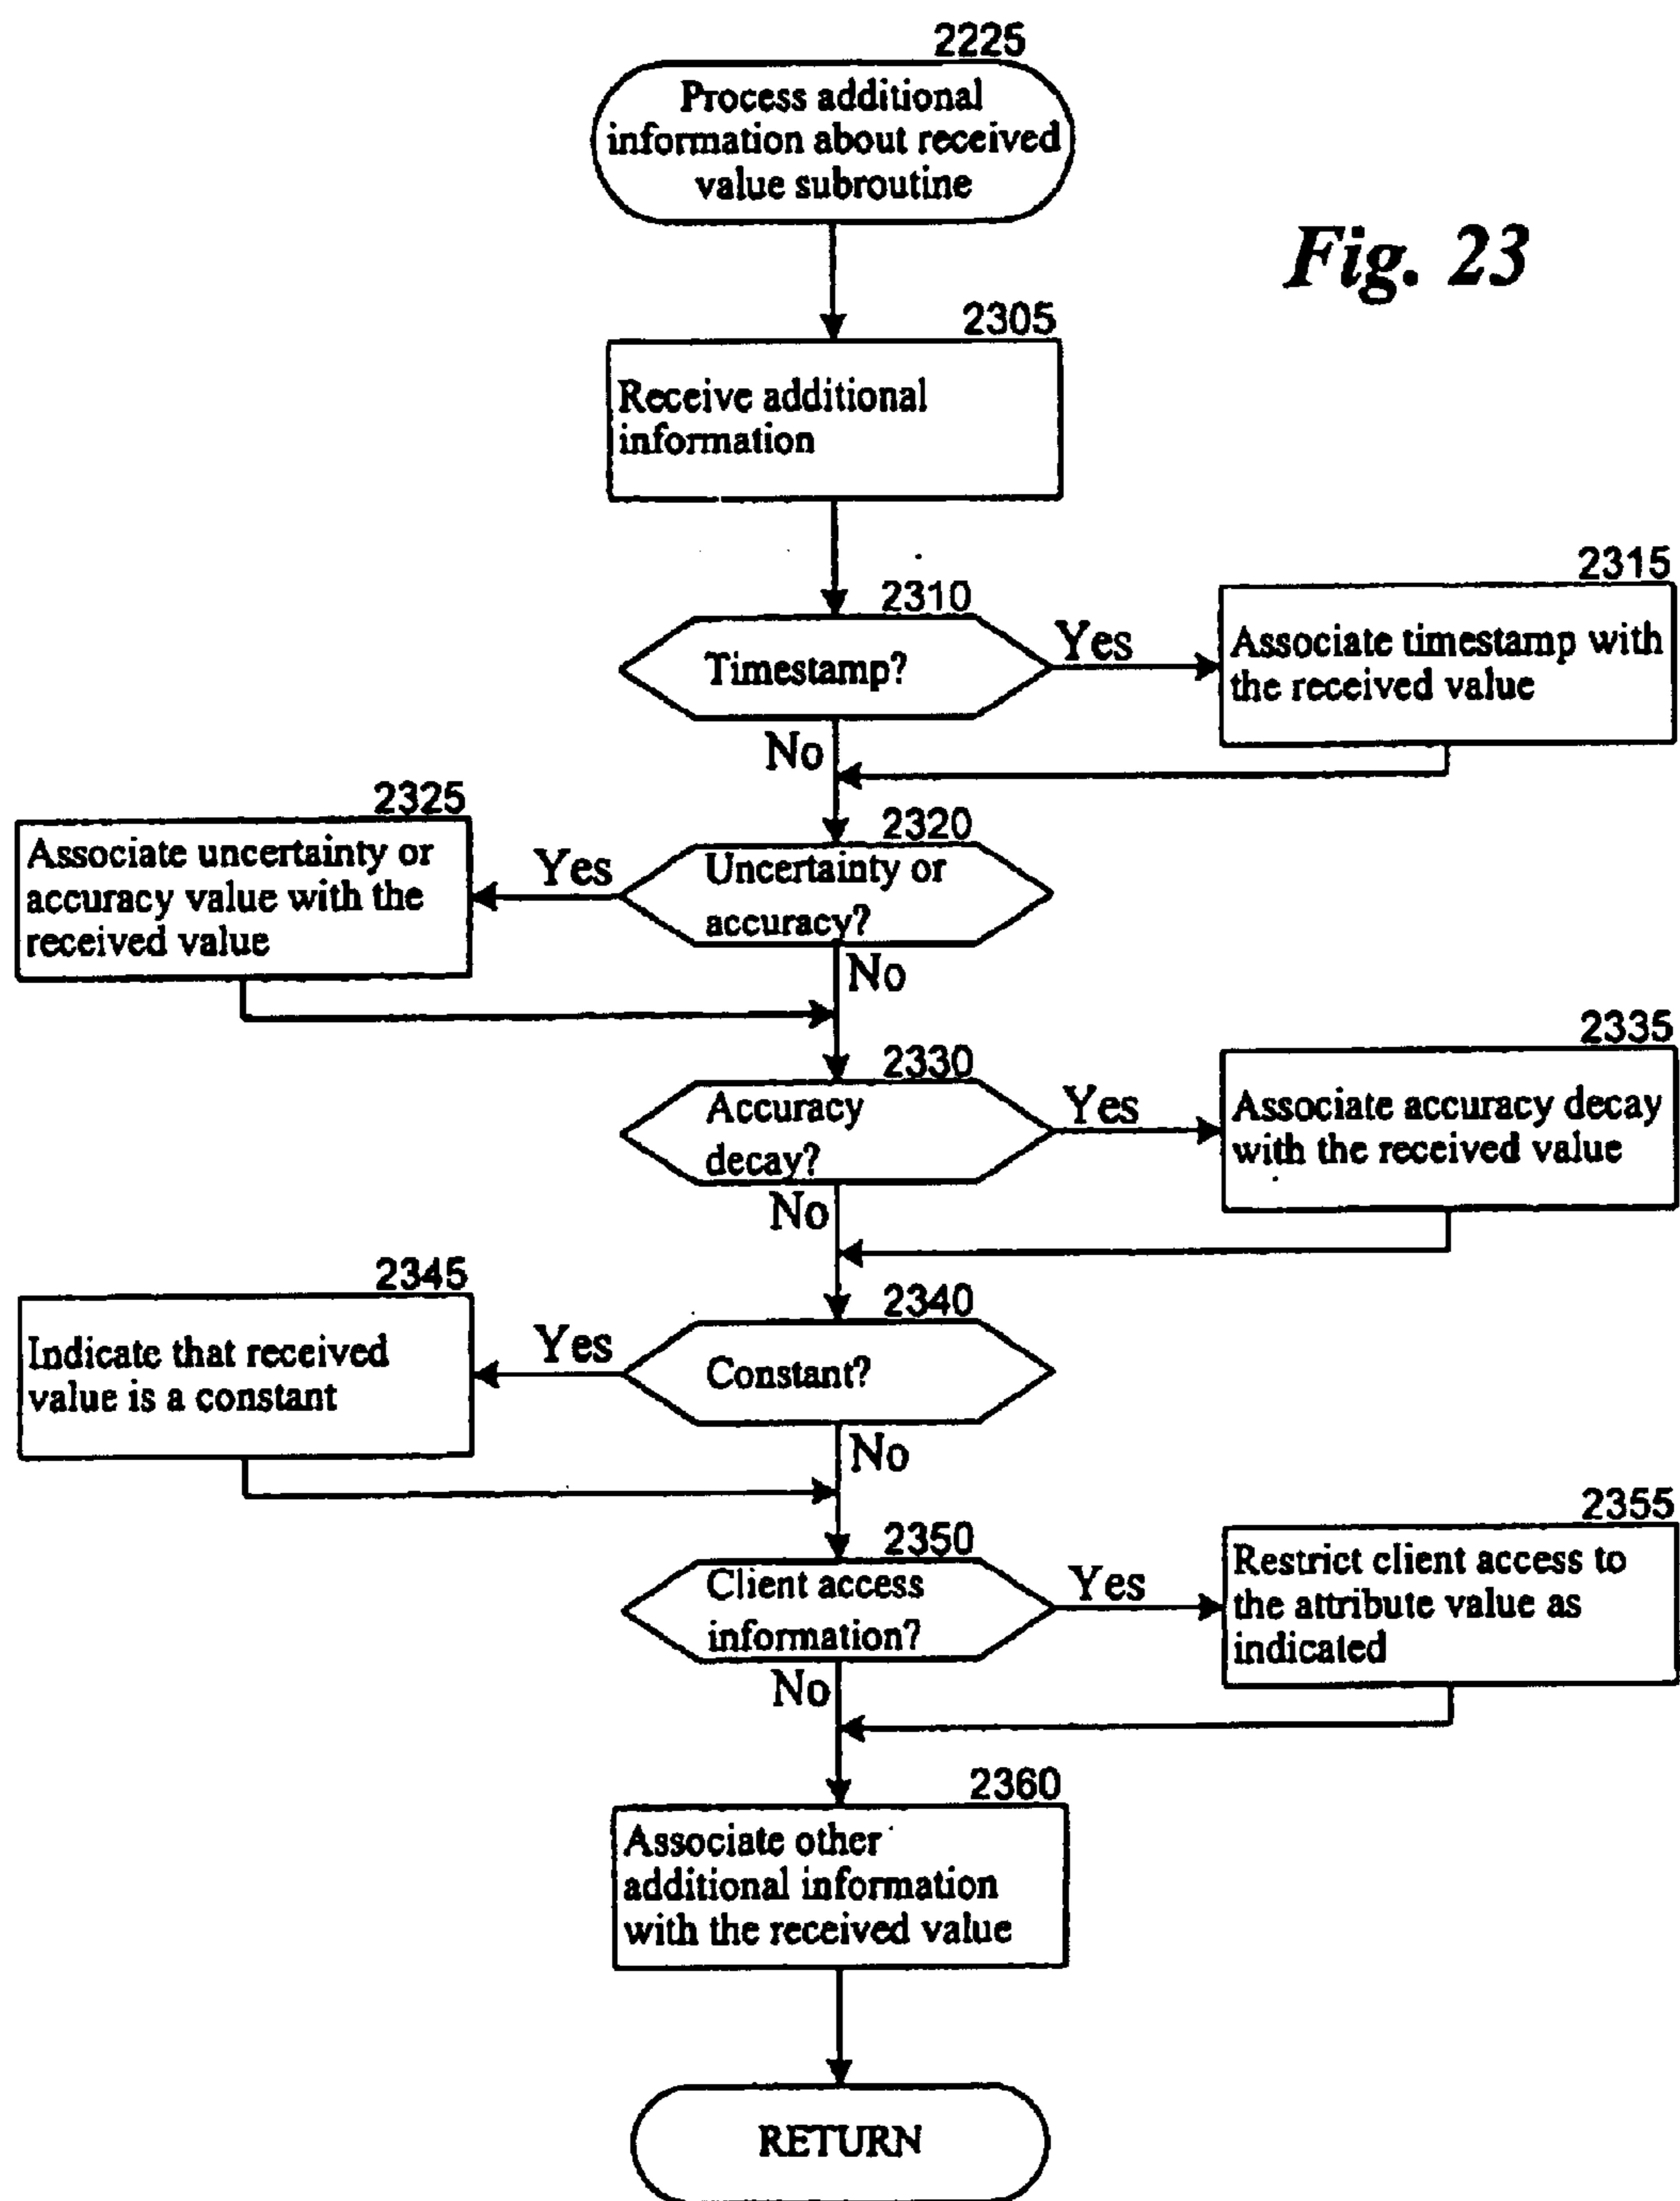 2225
Process additional
information about received
value subroutine
Fig. 23
2305
Receive additional
information
2310
Timestamp?
Yes
2315
Associate timestamp with
the received value
No
2325
Associate uncertainty or
accuracy value with the
received value
Yes
2320
Uncertainty or
accuracy?
No
2330
Accuracy
decay?
Yes
2335
Associate accuracy decay
with the received value
No
2345
Indicate that received
value is a constant
Yes
2340
Constant?
No
2350
Client access
information?
Yes
2355
Restrict client access to
the attribute value as
indicated
No
2360
Associate other
additional information
with the received value
RETURN